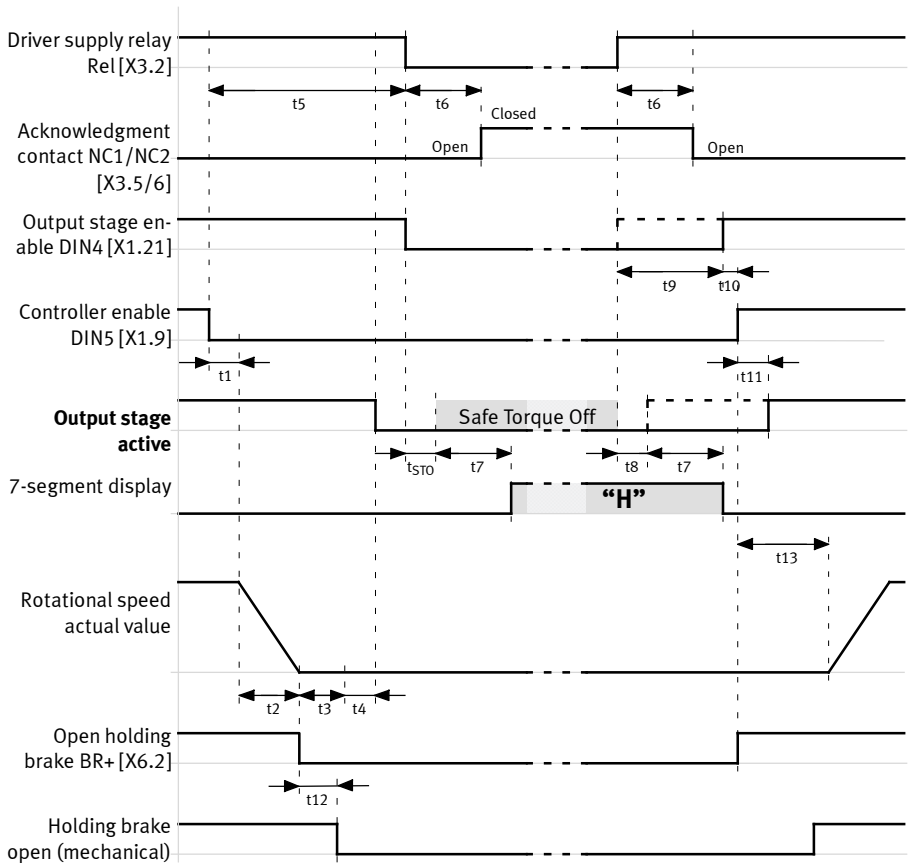 Driver supply relay
Rel [X3.2]
t5
t6
t6
Acknowledgment
contact NC1/NC2
[X3.5/6]
Closed
Open
Open
Output stage en-
able DIN4 [X1.21]
t9
t10
Controller enable
DIN5 [X1.9]
t1
t11
Output stage
active
Safe Torque Off
tSTO
t7
t8
t7
7-segment display
“H”
t13
Rotational speed
actual value
t2
t3
t4
Open holding
brake BR+ [X6.2]
t12
Holding brake
open (mechanical)